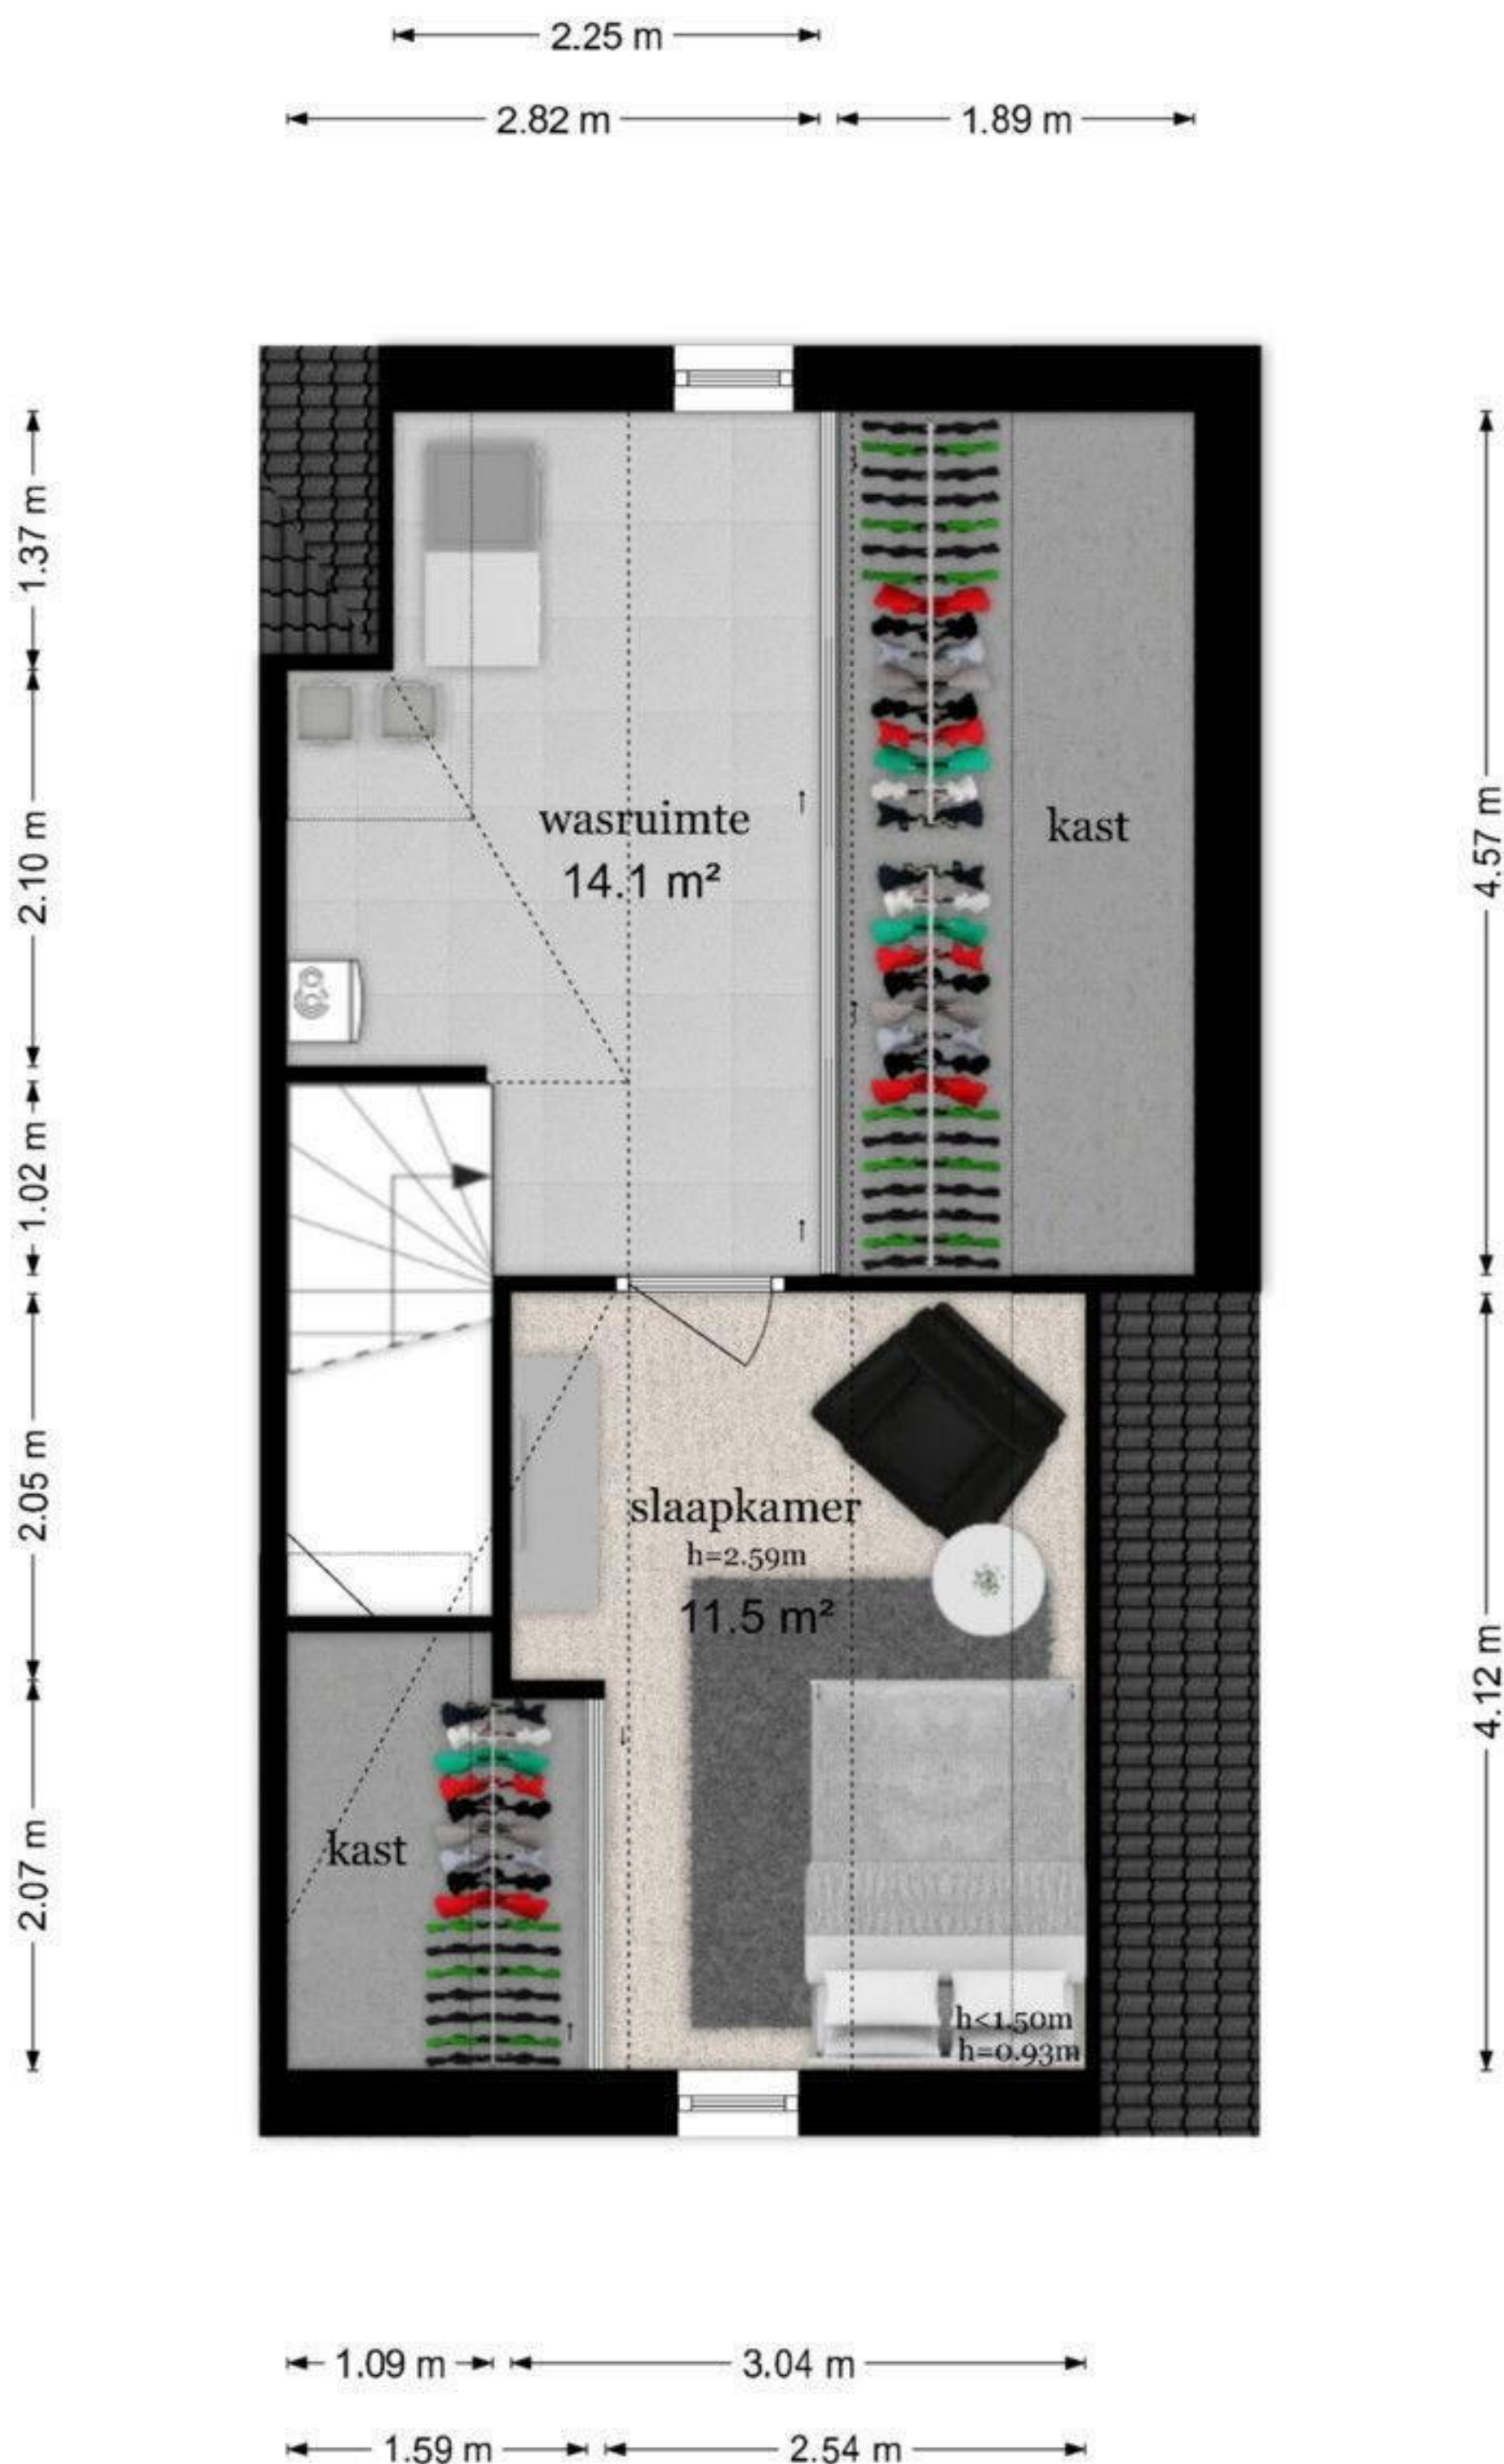 2.25 m
2.82 m
1.89 m
1.37 m
2.10 m
1.02 m
2.05 m
2.07 m
4.57 m
4.12 m
wasruimte
14.1 m²
kast
slaapkamer
h=2.59m
11.5 m²
kast
h<1.50m
h=0.93m
1.09 m
3.04 m
1.59 m
2.54 m